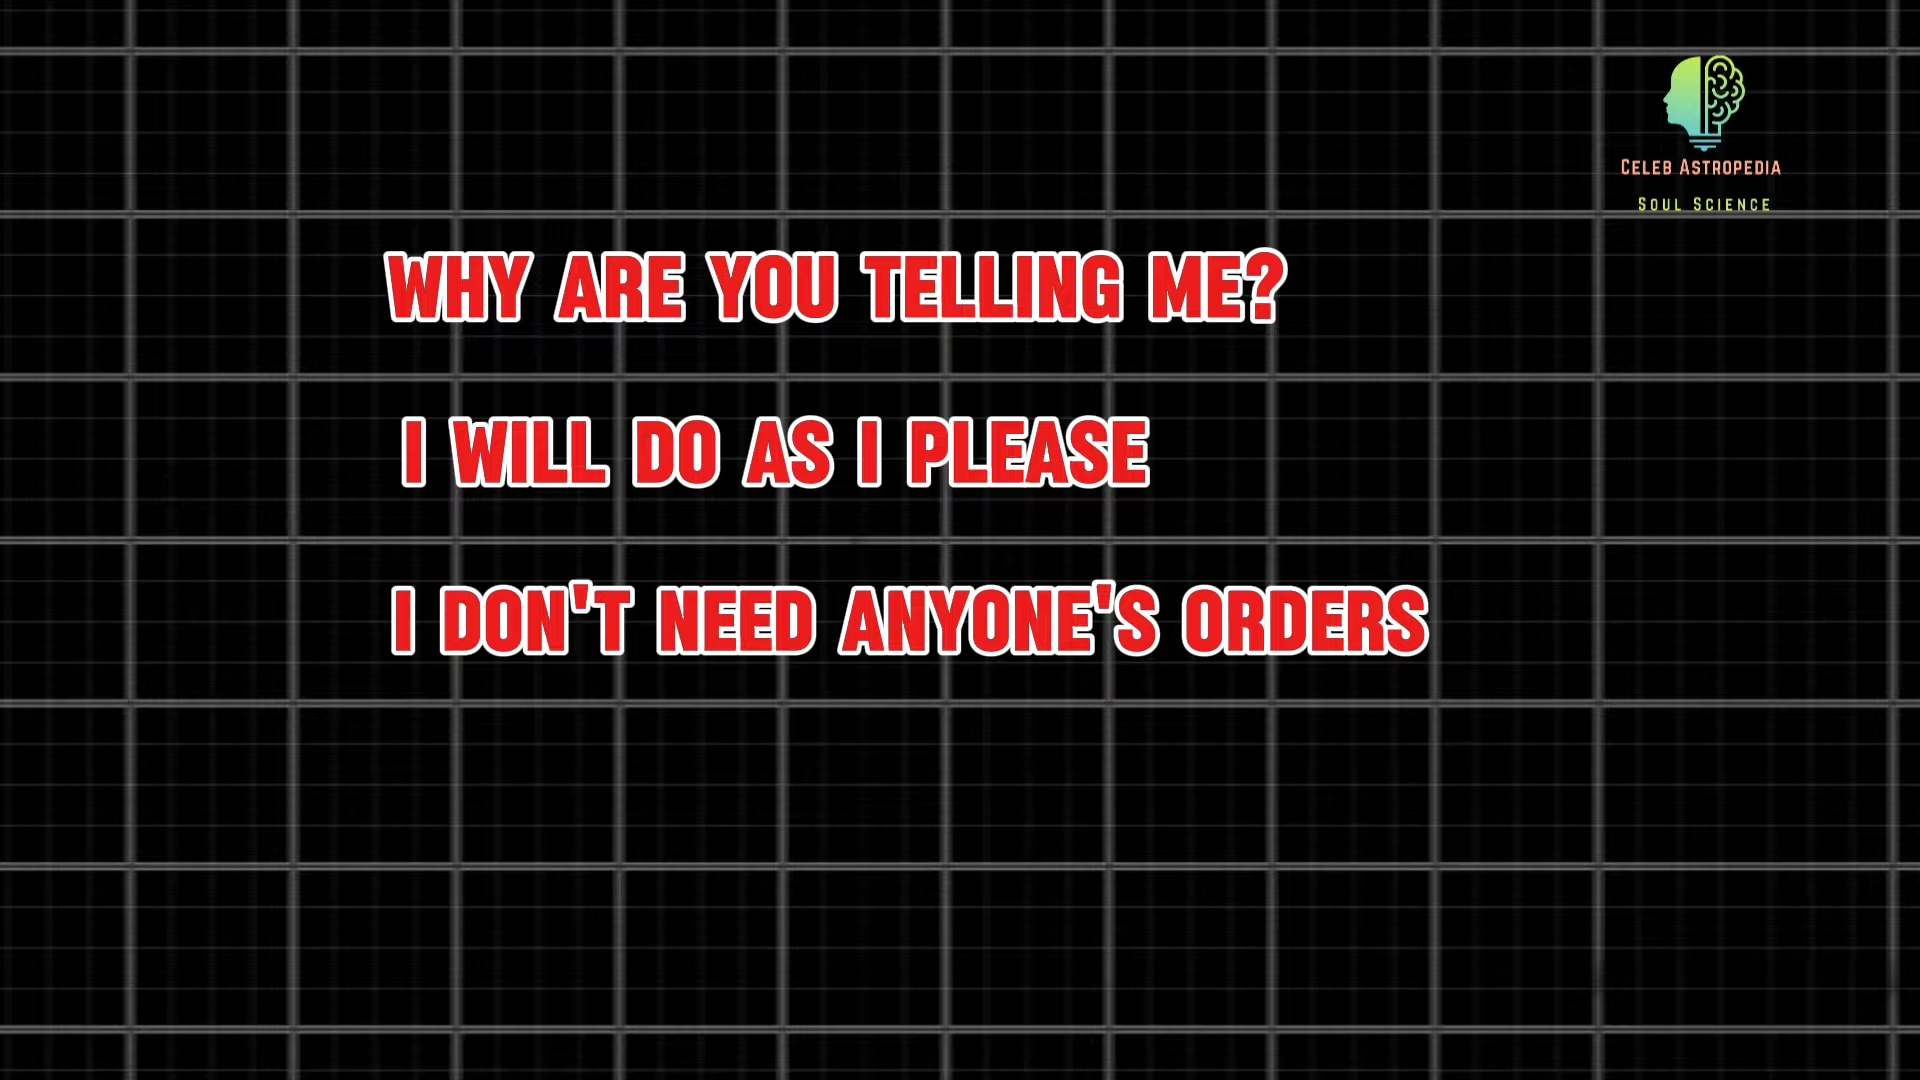 CELEB ASTROPEDIA
SOUL SCIENCE
WHY ARE YOU TELLING ME?
I WILL DO AS I PLEASE
I DON'T NEED ANYONE'S ORDERS